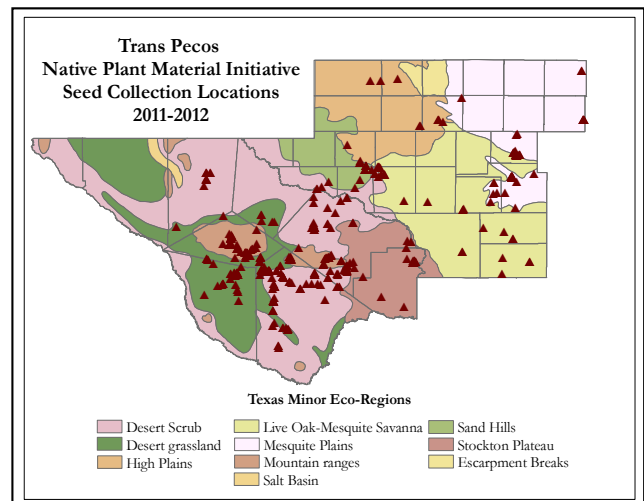 Trans Pecos
Native Plant Material Initiative
Seed Collection Locations
2011-2012
Texas Minor Eco-Regions
Desert Scrub
Desert grassland
High Plains
Live Oak-Mesquite Savanna
Mesquite Plains
Mountain ranges
Salt Basin
Sand Hills
Stockton Plateau
Escarpment Breaks